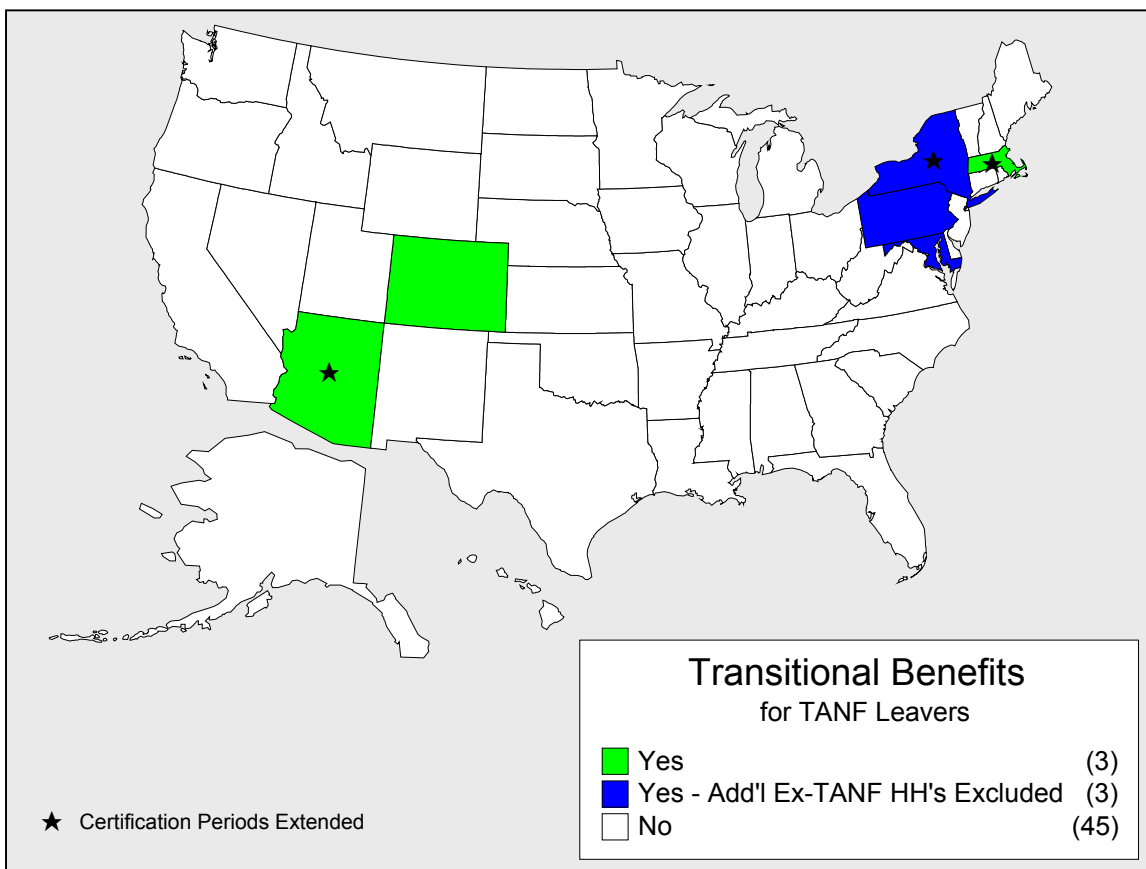 Transitional Benefits
for TANF Leavers
Yes (3)
Yes - Add'l Ex-TANF HH's Excluded (3)
No (45)
Certification Periods Extended